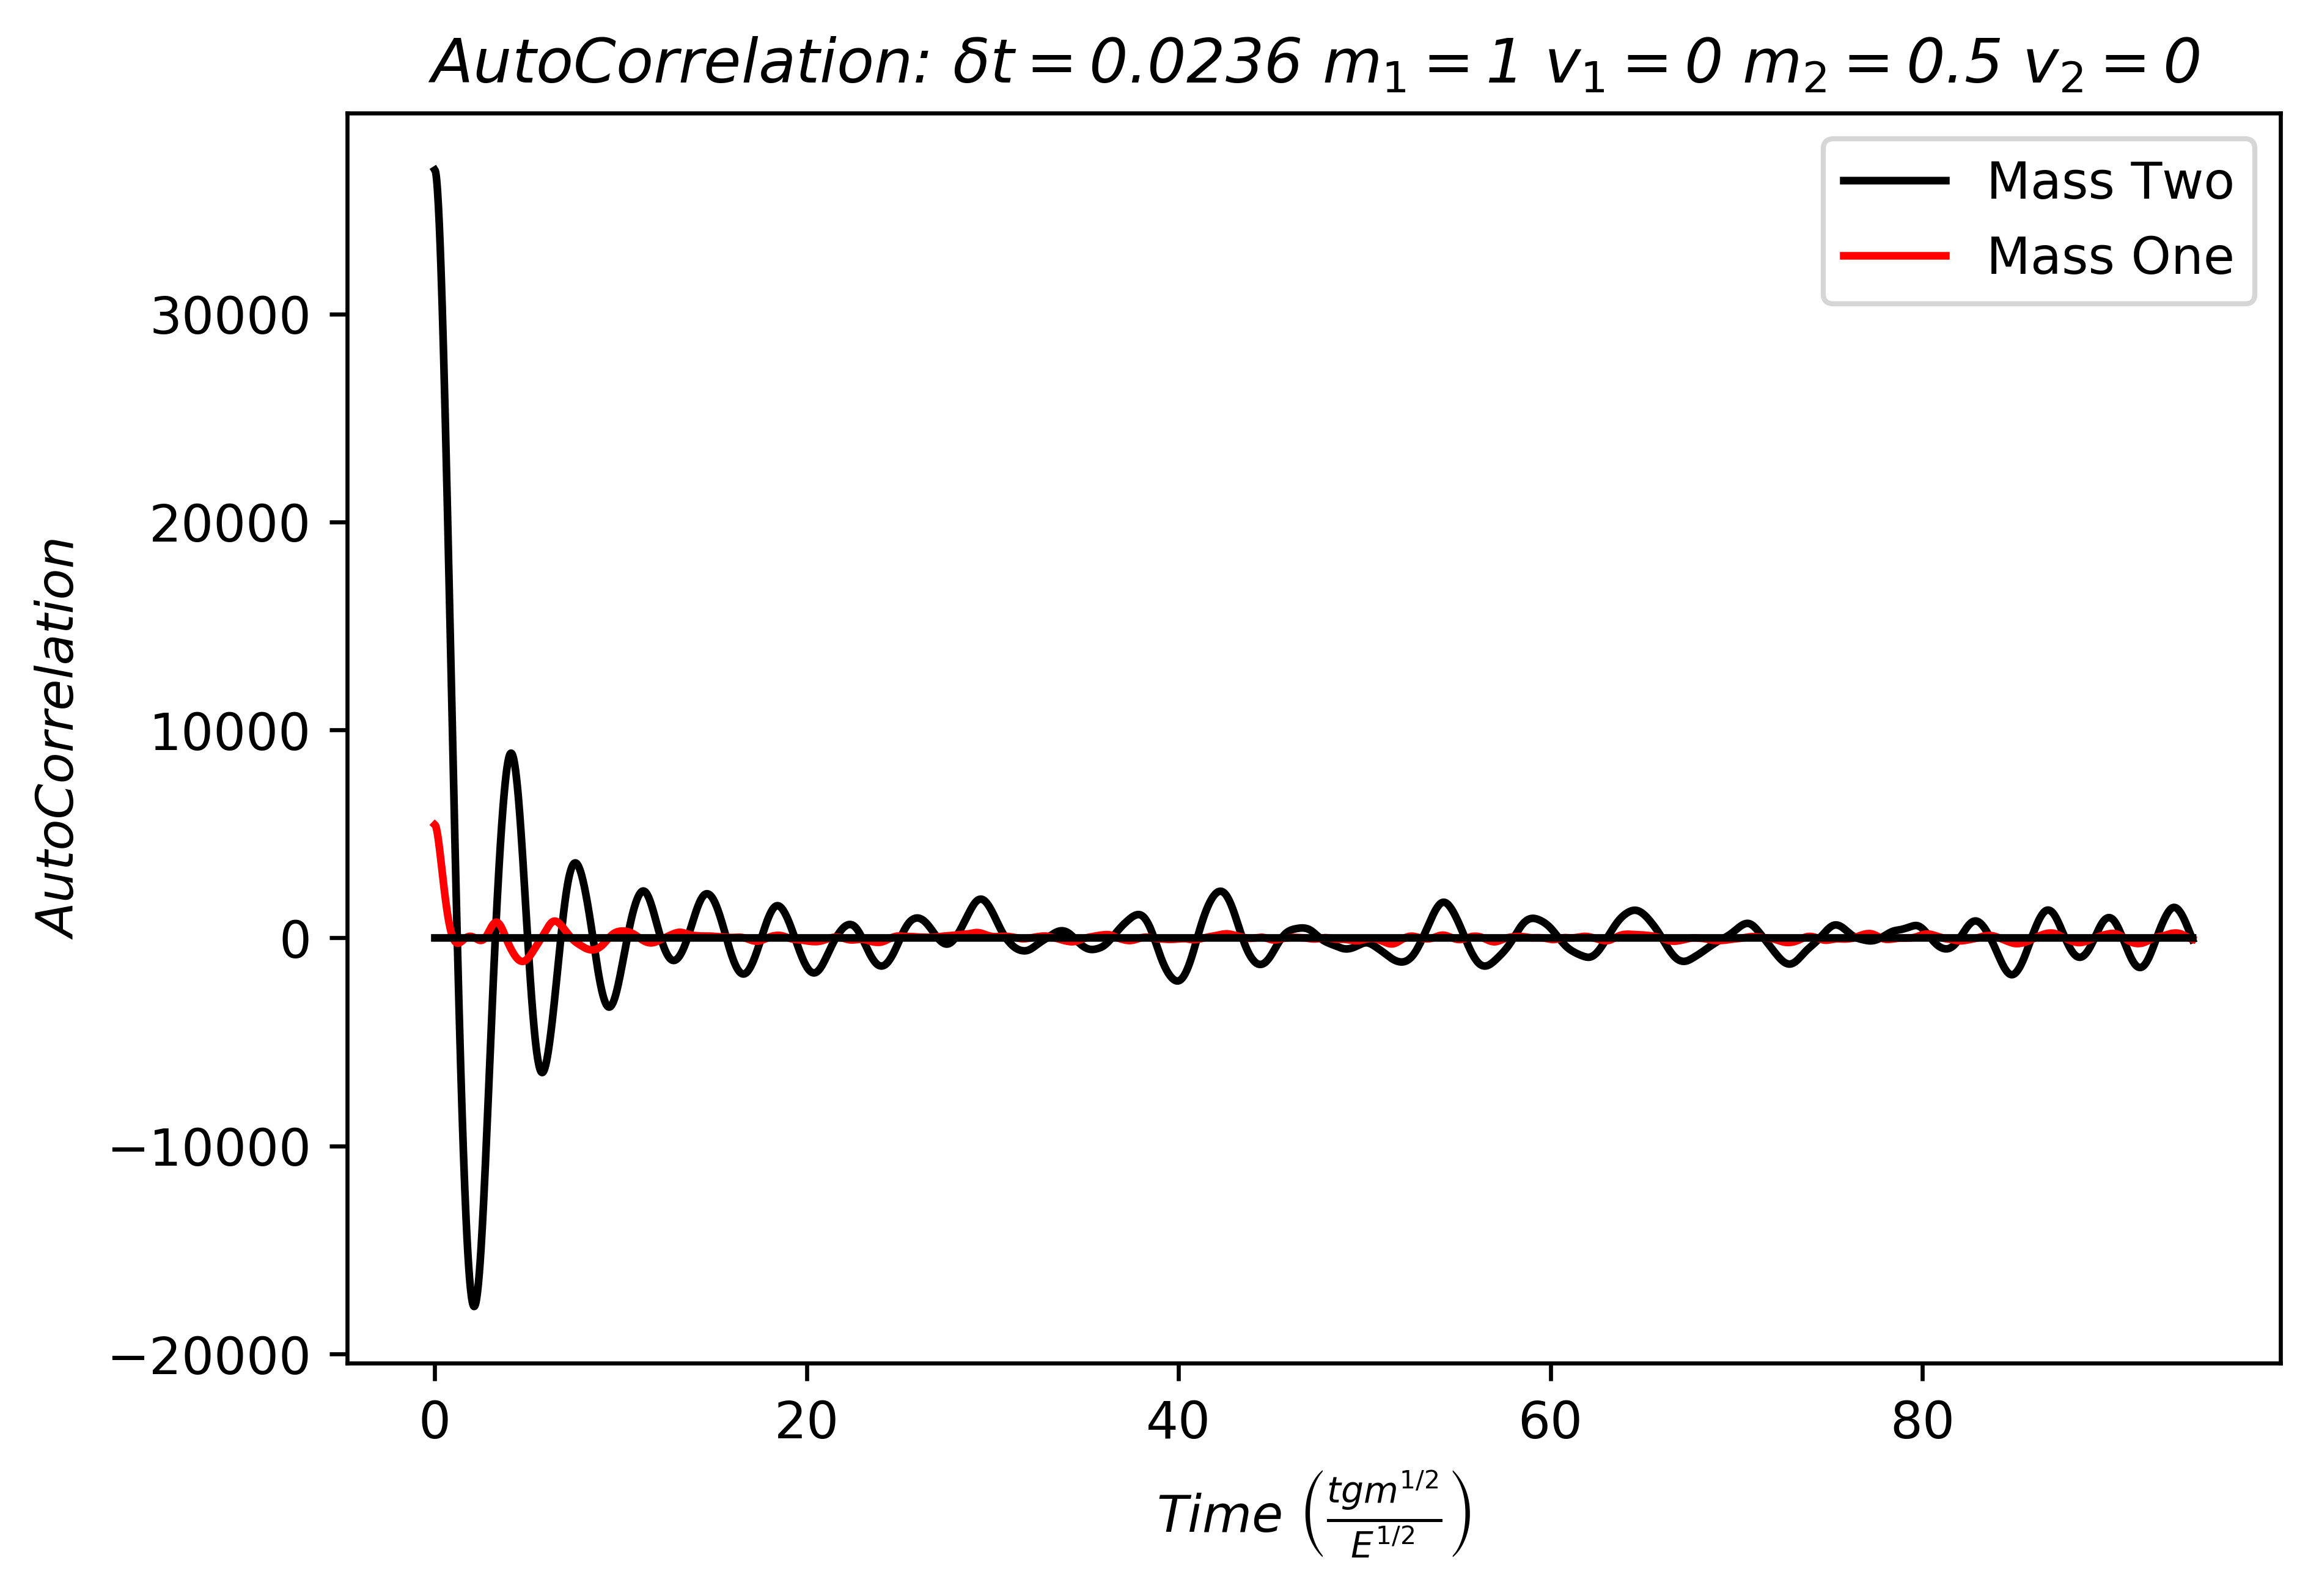 AutoCorrelation: δt = 0.0236 m₁ = 1 v₁ = 0 m₂ = 0.5 v₂ = 0
Mass Two
Mass One
AutoCorrelation
30000
20000
10000
0
−10000
−20000
0 20 40 60 80
Time (tgm^1/2 / E^1/2)